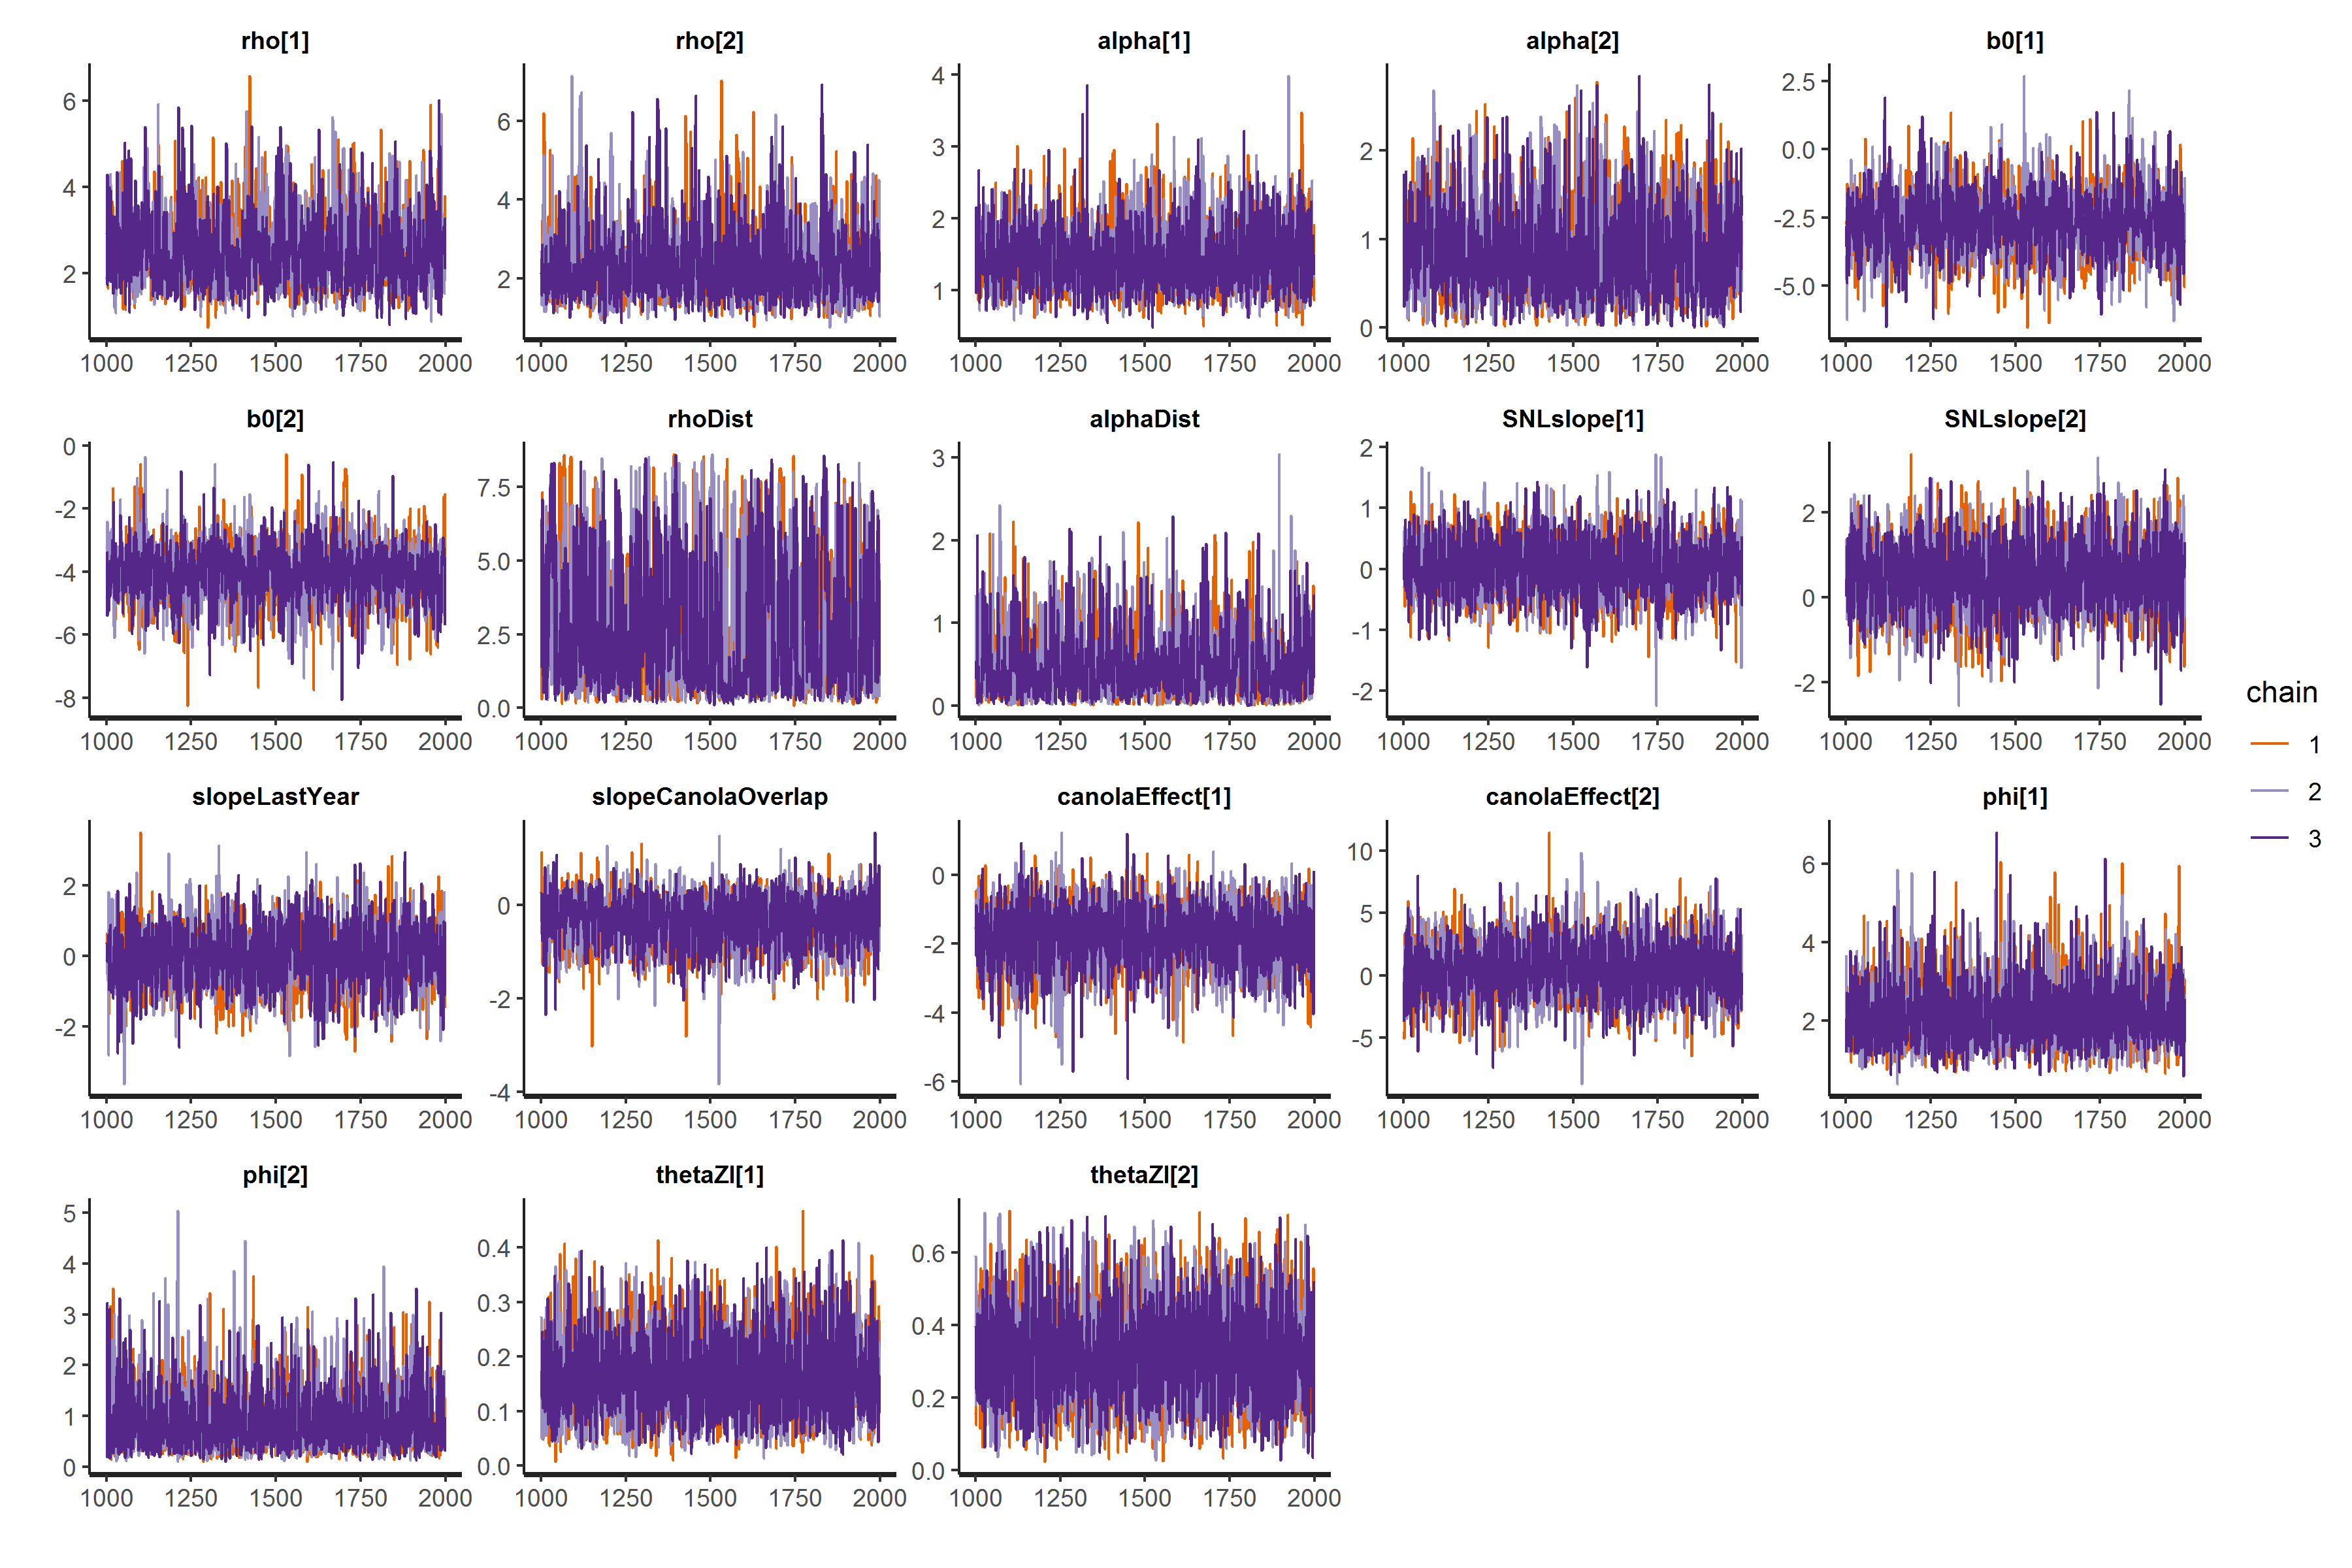 rho[1] rho[2] alpha[1] alpha[2] b0[1]
6 4 2
6 4 2
4 3 2 1
2 1 0
2.5 0.0 -2.5 -5.0
1000 1250 1500 1750 2000 1000 1250 1500 1750 2000 1000 1250 1500 1750 2000 1000 1250 1500 1750 2000 1000 1250 1500 1750 2000
b0[2] rhoDist alphaDist SNLslope[1] SNLslope[2]
0 -2 -4 -6 -8
7.5 5.0 2.5 0.0
3 2 1 0
2 1 0 -1 -2
2 0 -2
1000 1250 1500 1750 2000 1000 1250 1500 1750 2000 1000 1250 1500 1750 2000 1000 1250 1500 1750 2000 1000 1250 1500 1750 2000
chain
1
2
3
slopeLastYear slopeCanolaOverlap canolaEffect[1] canolaEffect[2] phi[1]
2 0 -2
0 -2 -4
0 -2 -4 -6
10 5 0 -5
6 4 2
1000 1250 1500 1750 2000 1000 1250 1500 1750 2000 1000 1250 1500 1750 2000 1000 1250 1500 1750 2000 1000 1250 1500 1750 2000
phi[2] thetaZI[1] thetaZI[2]
5 4 3 2 1 0
0.4 0.3 0.2 0.1 0.0
0.6 0.4 0.2 0.0
1000 1250 1500 1750 2000 1000 1250 1500 1750 2000 1000 1250 1500 1750 2000